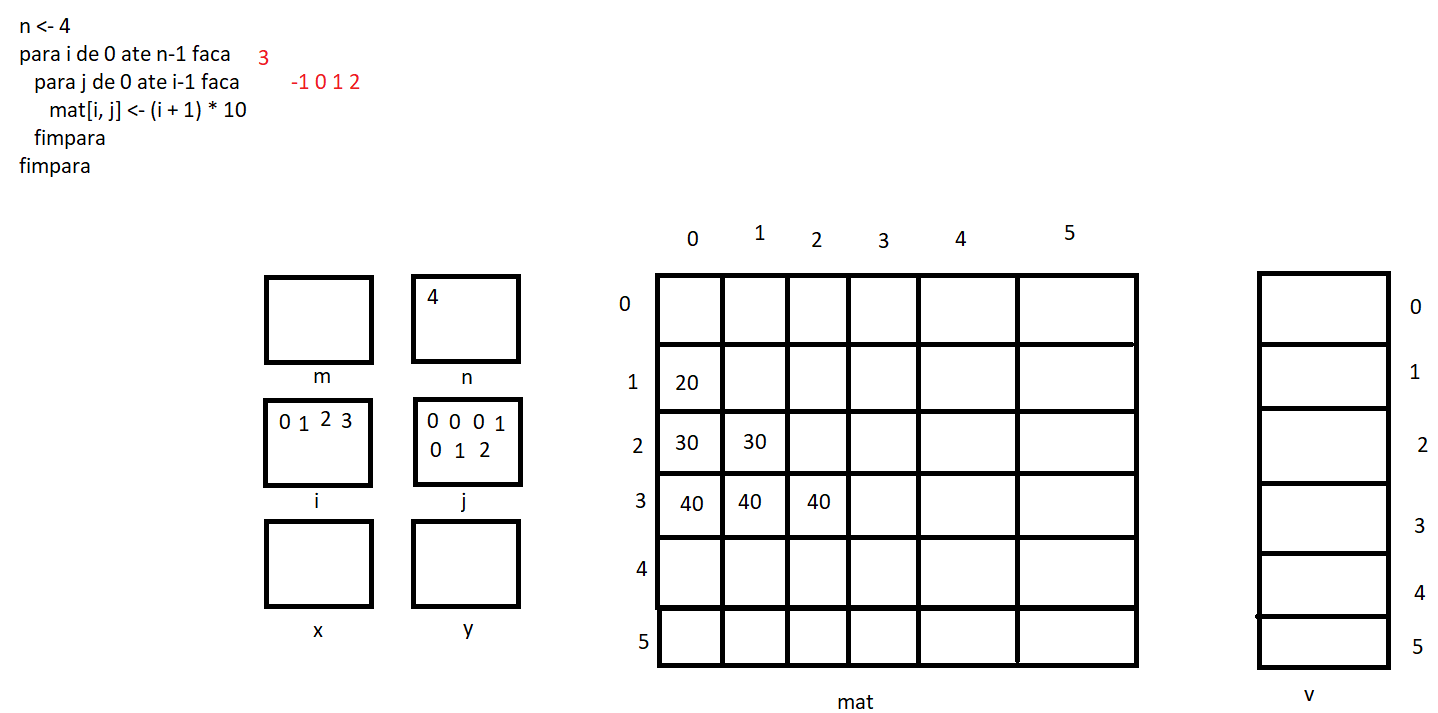 n <- 4
para i de 0 ate n-1 faca 3
para j de 0 ate i-1 faca -1 0 1 2
mat[i, j] <- (i + 1) * 10
fimpara
fimpara
0 1 2 3 4 5
0
1
2
3
4
5
20
30 30
40 40 40
mat
4
m n
0 1 2 3
0 0 0 1
0 1 2
i j
x y
0
1
2
3
4
5
v